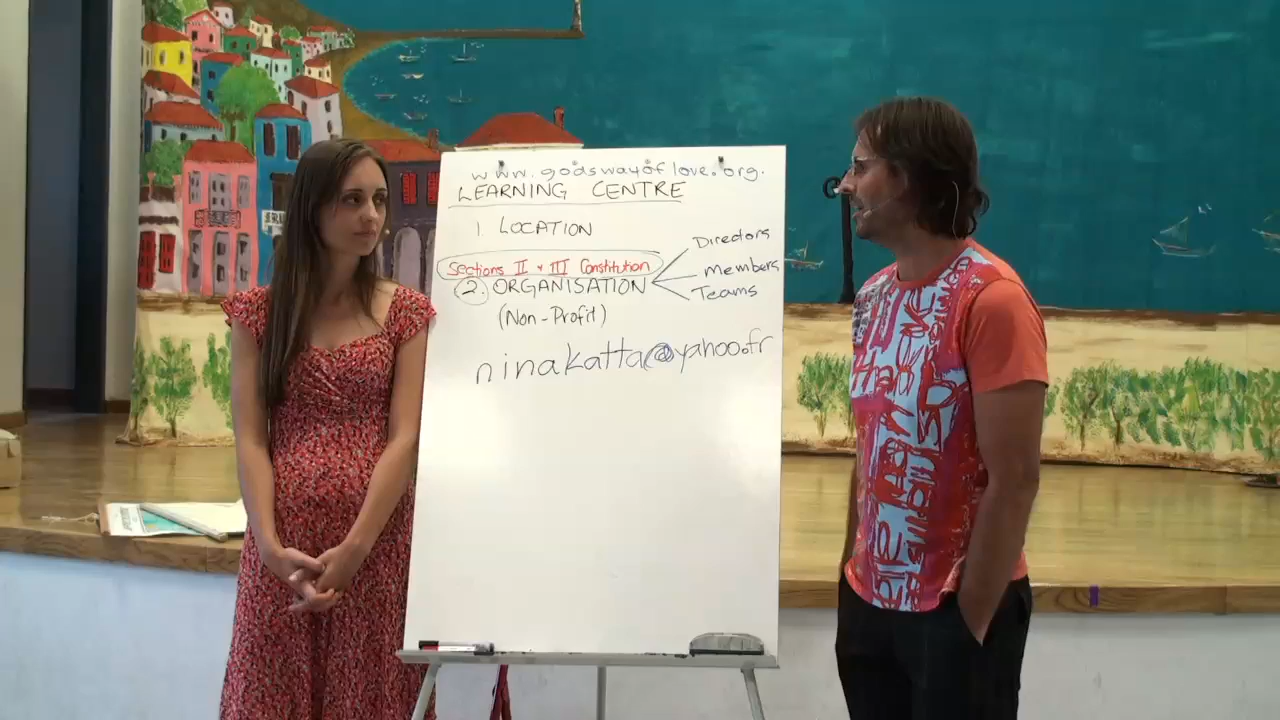 www.godswayoflove.org.
LEARNING CENTRE
1. LOCATION
Sections II + III Constitution
2. ORGANISATION
Directors
Members
Teams
(Non-Profit)
ninakatta@yahoo.fr